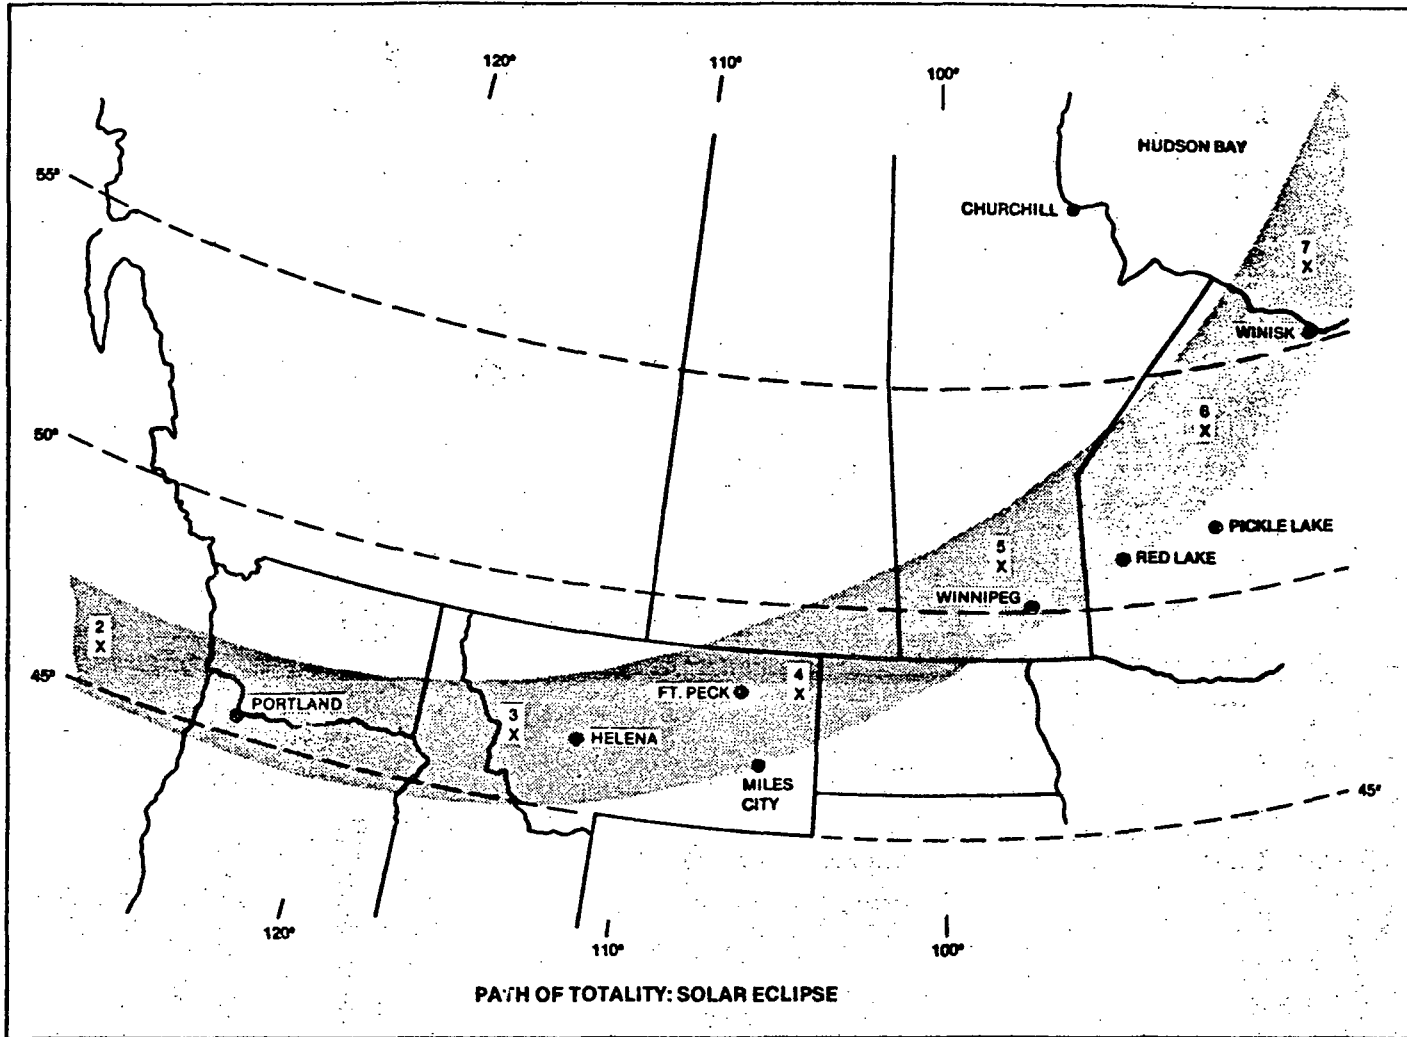 120°
110°
100°
HUDSON BAY
55°
CHURCHILL
7
X
WINISK
6
X
50°
PICKLE LAKE
5
X
RED LAKE
WINNIPEG
2
X
45°
4
X
FT. PECK
PORTLAND
3
X
HELENA
MILES
CITY
45°
120°
110°
100°
PATH OF TOTALITY: SOLAR ECLIPSE